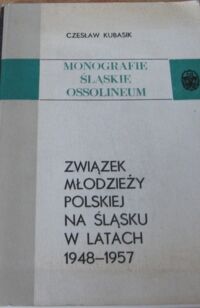 CZESŁAW KUBASIK
MONOGRAFIE
ŚLĄSKIE
OSSOLINEUM
ZWIĄZEK
MŁODZIEŻY
POLSKIEJ
NA ŚLĄSKU
W LATACH
1948–1957